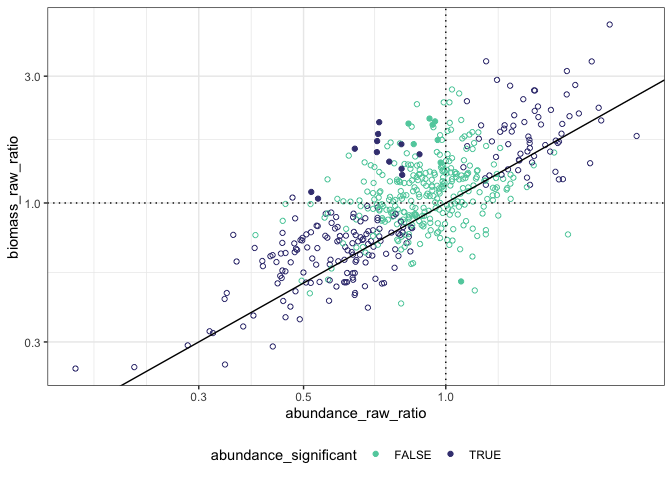 biomass_raw_ratio
3.0
1.0
0.3
0.3 0.5 1.0
abundance_raw_ratio
abundance_significant FALSE TRUE